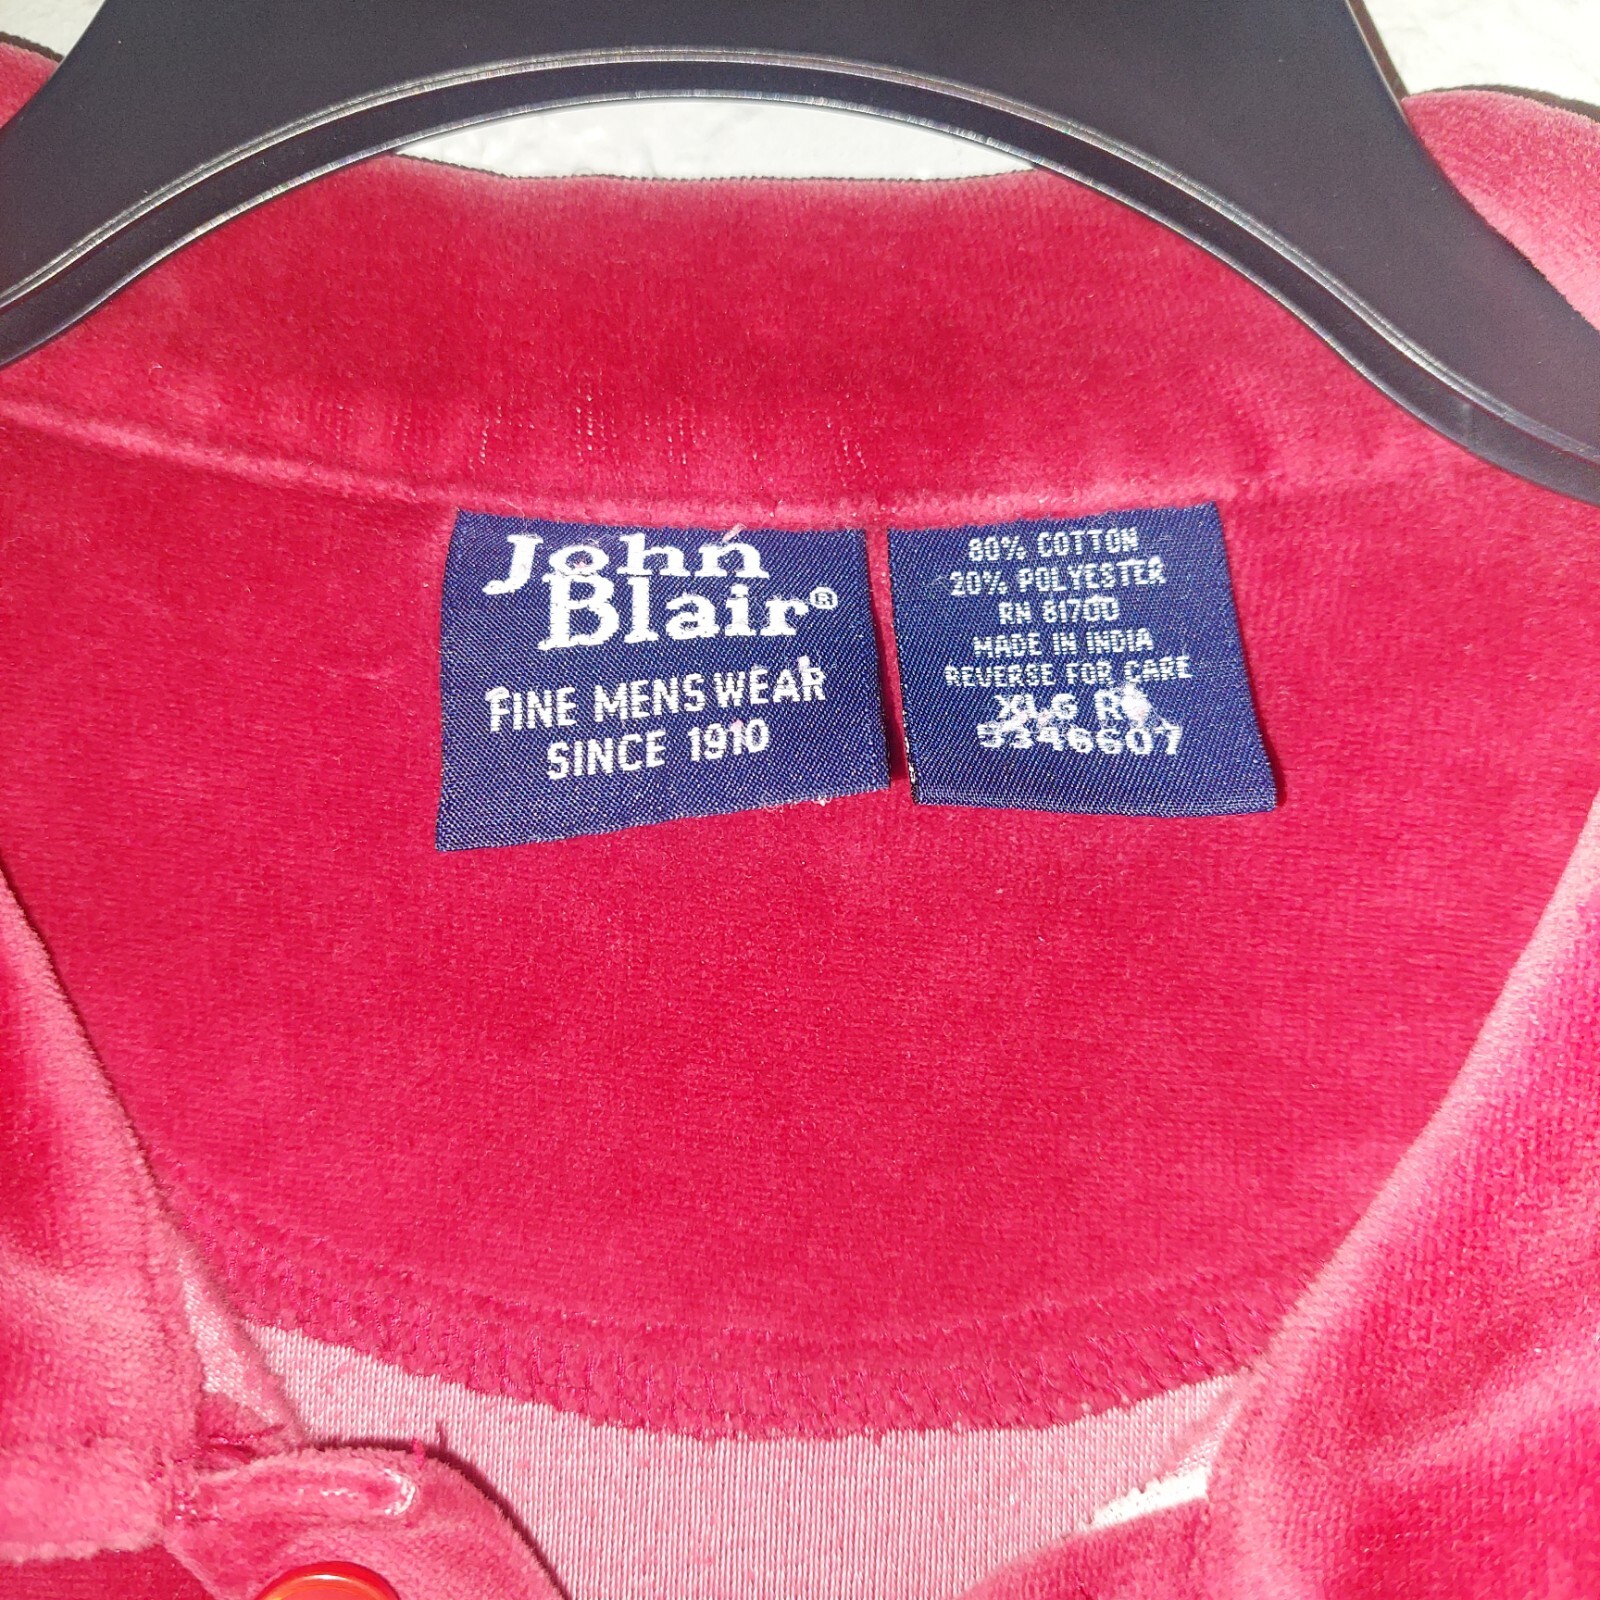 John
Blair®
FINE MENS WEAR
SINCE 1910
80% COTTON
20% POLYESTER
RN 81700
MADE IN INDIA
REVERSE FOR CARE
XLG
5346607